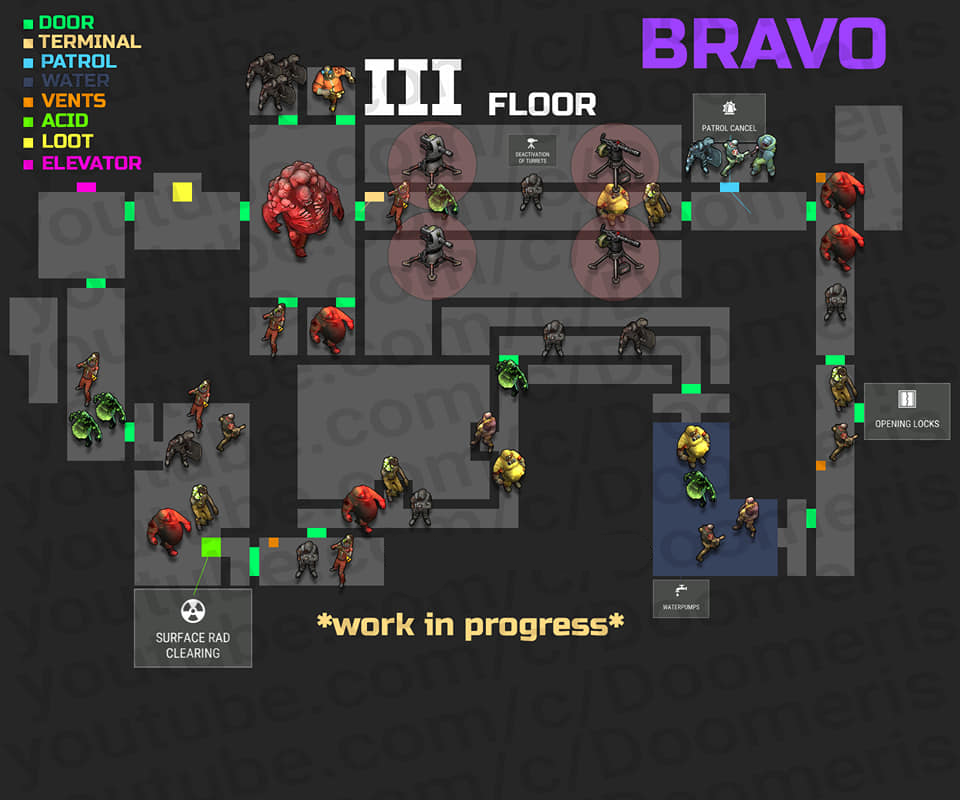 DOOR
TERMINAL
PATROL
WATER
VENTS
ACID
LOOT
ELEVATOR
BRAVO
III FLOOR
PATROL CANCEL
DEACTIVATION
OF TURRETS
OPENING LOCKS
SURFACE RAD
CLEARING
WATERPUMPS
*work in progress*
youtube.com/c/Doomeris